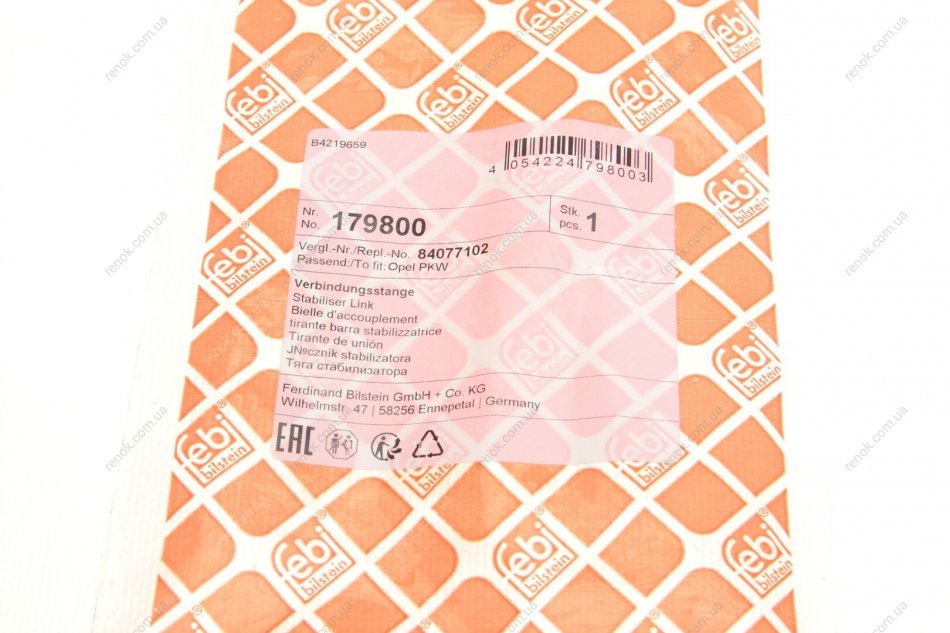 B4219659
4 054224 798003
Nr.
No. 179800
Stk.
pcs. 1
Vergl.-Nr./Repl.-No. 84077102
Passend:/To fit: Opel PKW
Verbindungsstange
Stabiliser Link
Bielle d'accouplement
tirante barra stabilizzatrice
Tirante de unión
J№cznik stabilizatora
Тяга стабилизатора
Ferdinand Bilstein GmbH + Co. KG
Wilhelmstr. 47 | 58256 Ennepetal | Germany
EAC
febi
bilstein
®
renok.com.ua